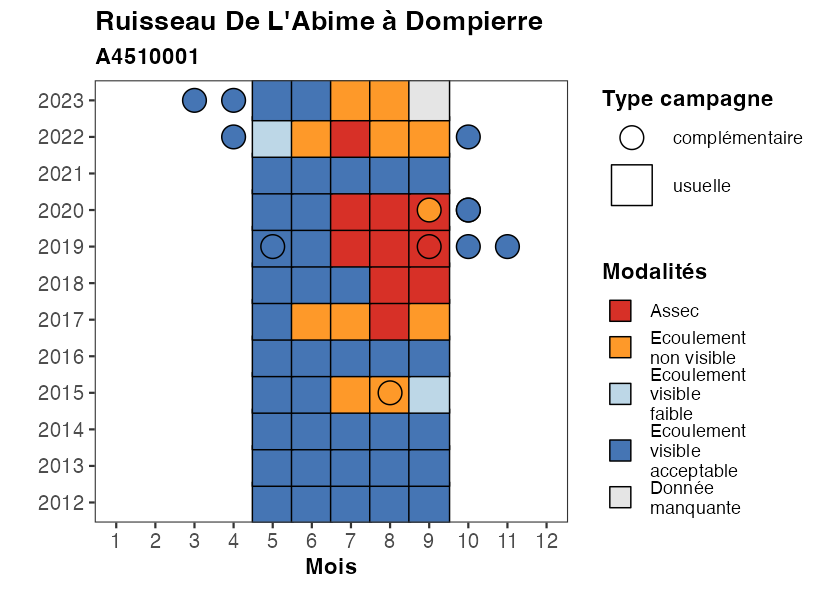 Ruisseau De L'Abime à Dompierre
A4510001
2023
2022
2021
2020
2019
2018
2017
2016
2015
2014
2013
2012
1 2 3 4 5 6 7 8 9 10 11 12
Mois
Type campagne
complémentaire
usuelle
Modalités
Assec
Ecoulement
non visible
Ecoulement
visible
faible
Ecoulement
visible
acceptable
Donnée
manquante